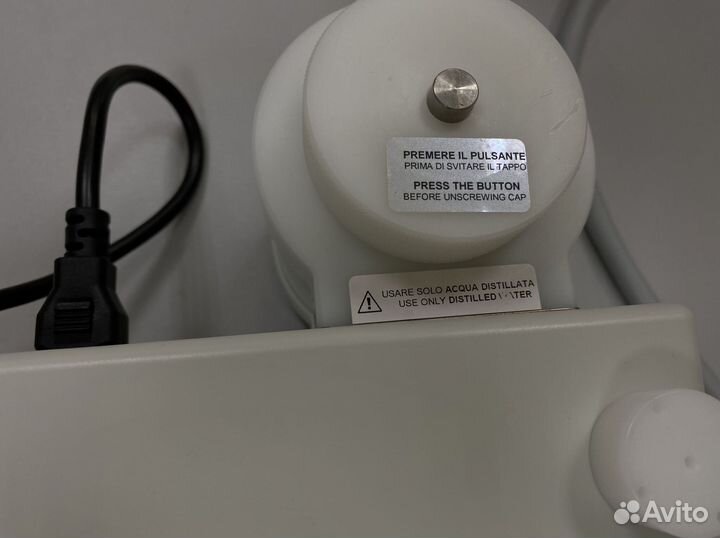 PREMERE IL PULSANTE
PRIMA DI SVITARE IL TAPPO
PRESS THE BUTTON
BEFORE UNSCREWING CAP
USARE SOLO ACQUA DISTILLATA
USE ONLY DISTILLED
Avito